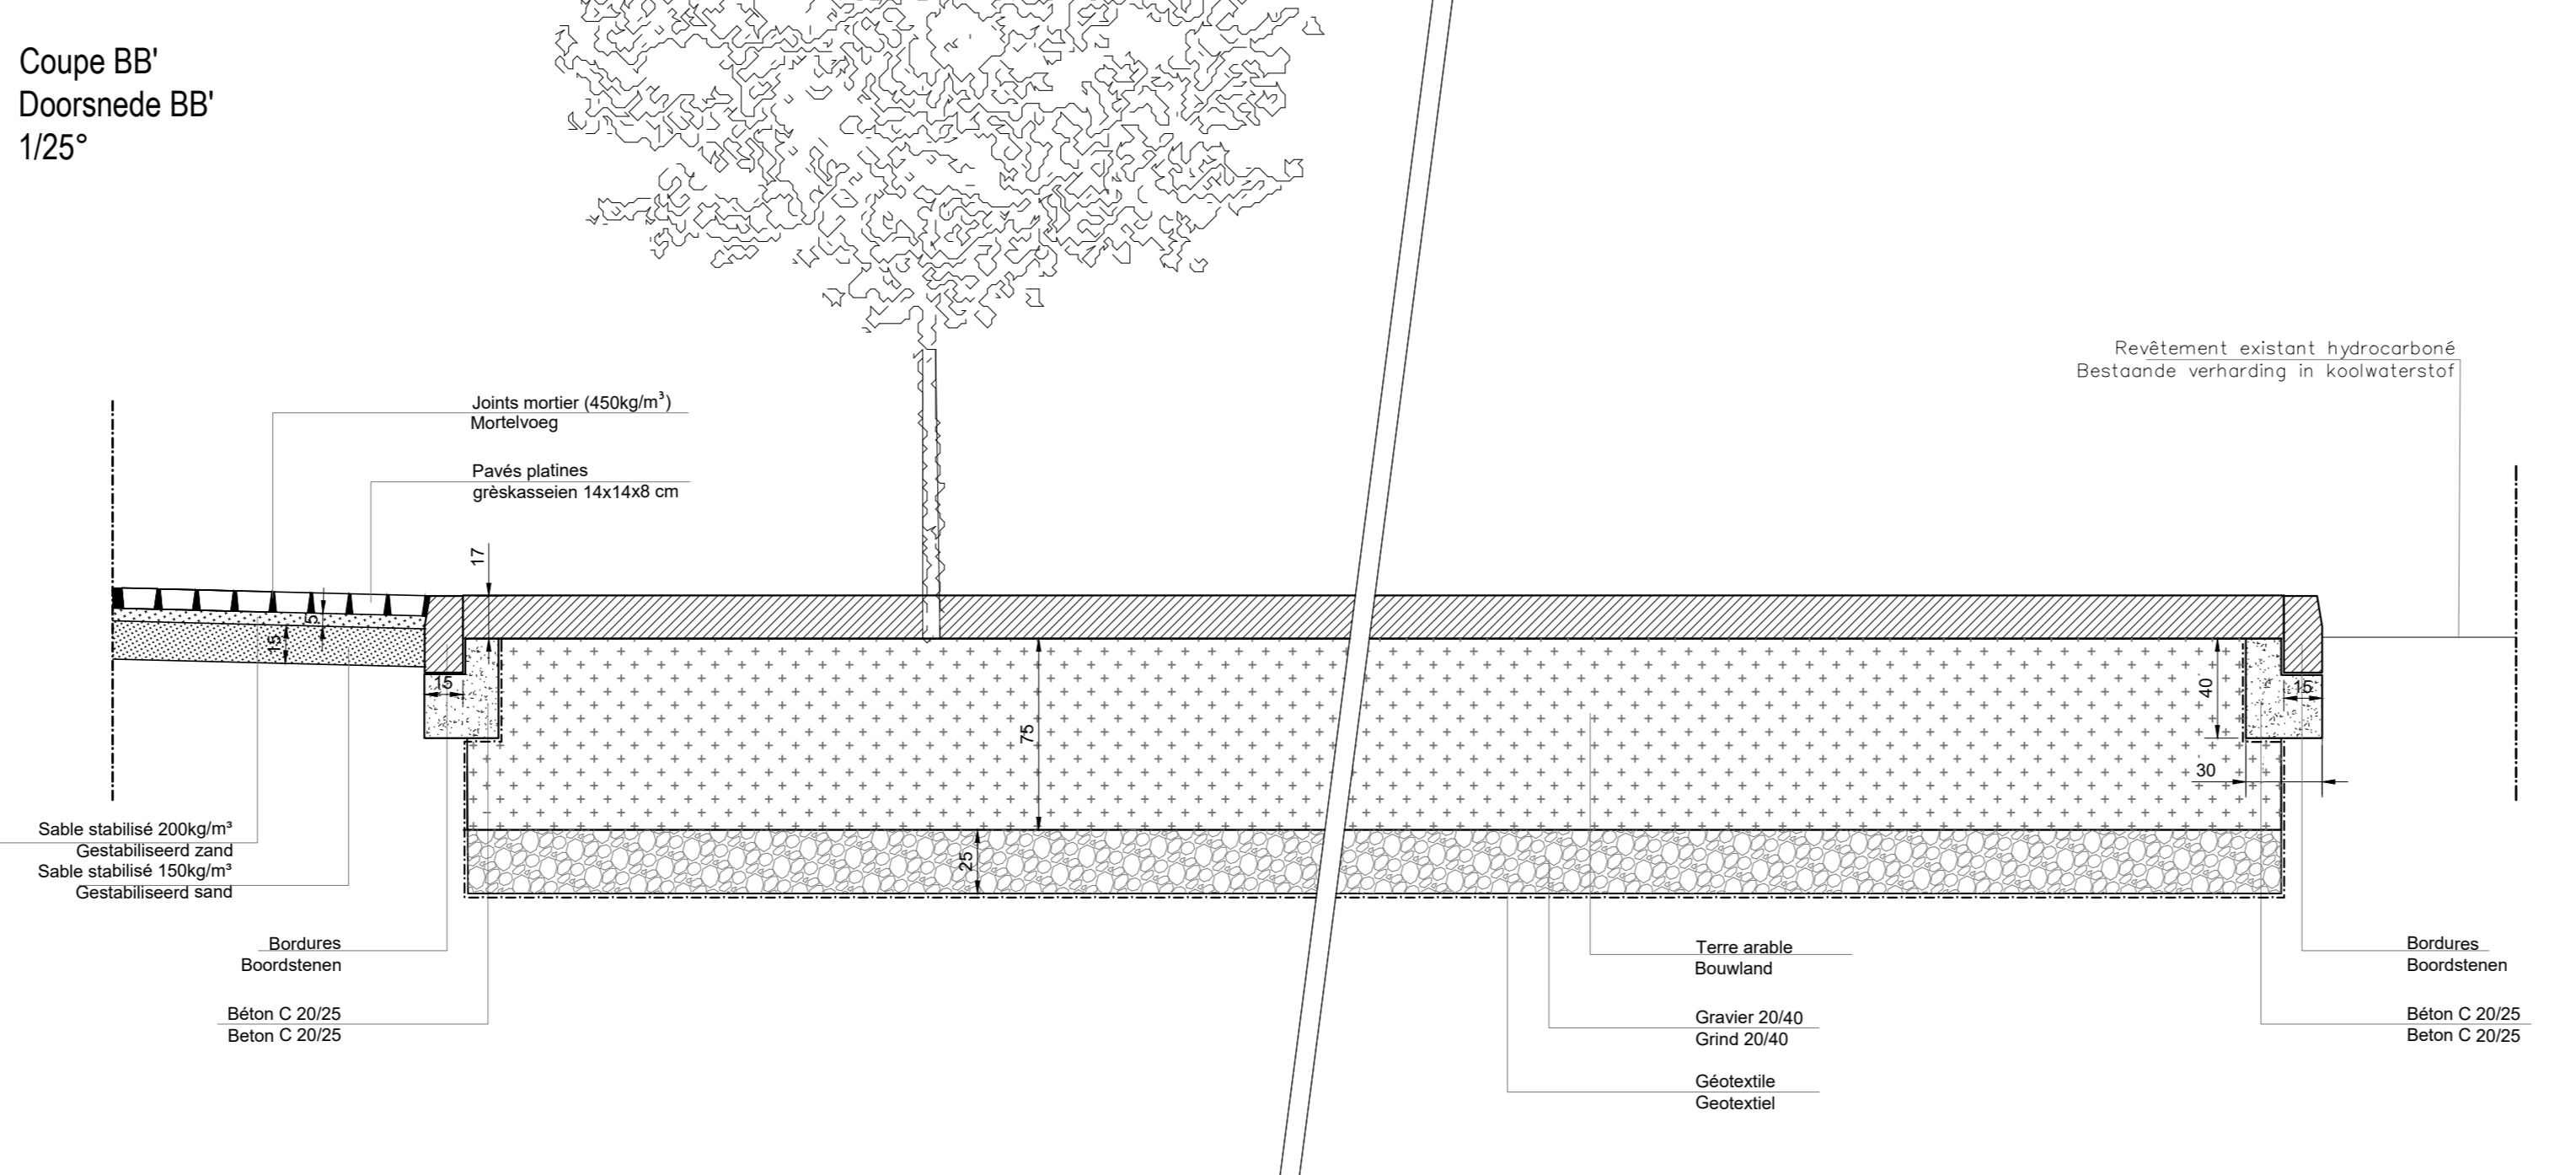 Coupe BB'
Doorsnede BB'
1/25°
Revêtement existant hydrocarboné
Bestaande verharding in koolwaterstof
Joints mortier (450kg/m³)
Mortelvoeg
Pavés platines
grèskasseien 14x14x8 cm
17
5
15
15
75
40
15
30
25
Sable stabilisé 200kg/m³
Gestabiliseerd zand
Sable stabilisé 150kg/m³
Gestabiliseerd sand
Bordures
Boordstenen
Béton C 20/25
Beton C 20/25
Terre arable
Bouwland
Gravier 20/40
Grind 20/40
Géotextile
Geotextiel
Bordures
Boordstenen
Béton C 20/25
Beton C 20/25